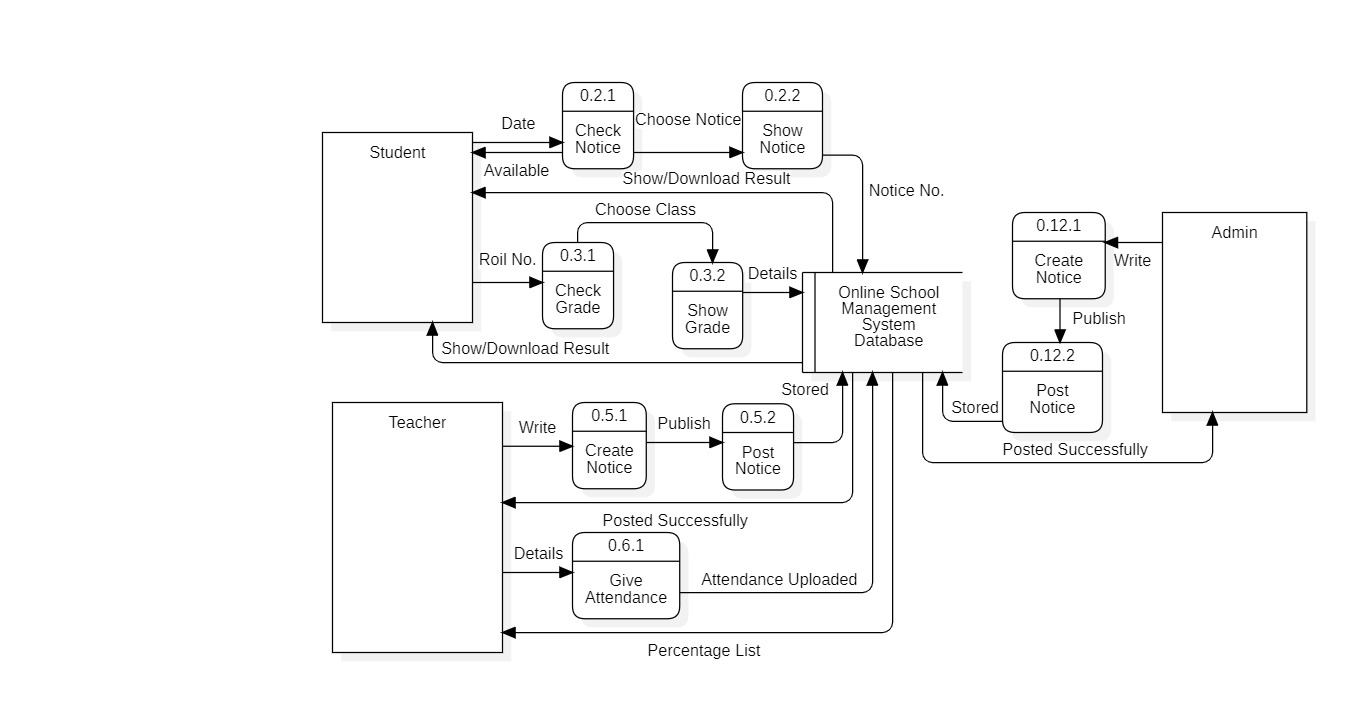 0.2.1
Check
Notice
0.2.2
Show
Notice
Date
Choose Notice
Student
Available
Show/Download Result
Notice No.
Choose Class
Roil No.
0.3.1
Check
Grade
0.3.2
Show
Grade
Details
Online School
Management
System
Database
0.12.1
Create
Notice
Write
Admin
Publish
0.12.2
Post
Notice
Show/Download Result
Stored
Stored
Posted Successfully
Teacher
Write
0.5.1
Create
Notice
Publish
0.5.2
Post
Notice
Posted Successfully
Details
0.6.1
Give
Attendance
Attendance Uploaded
Percentage List